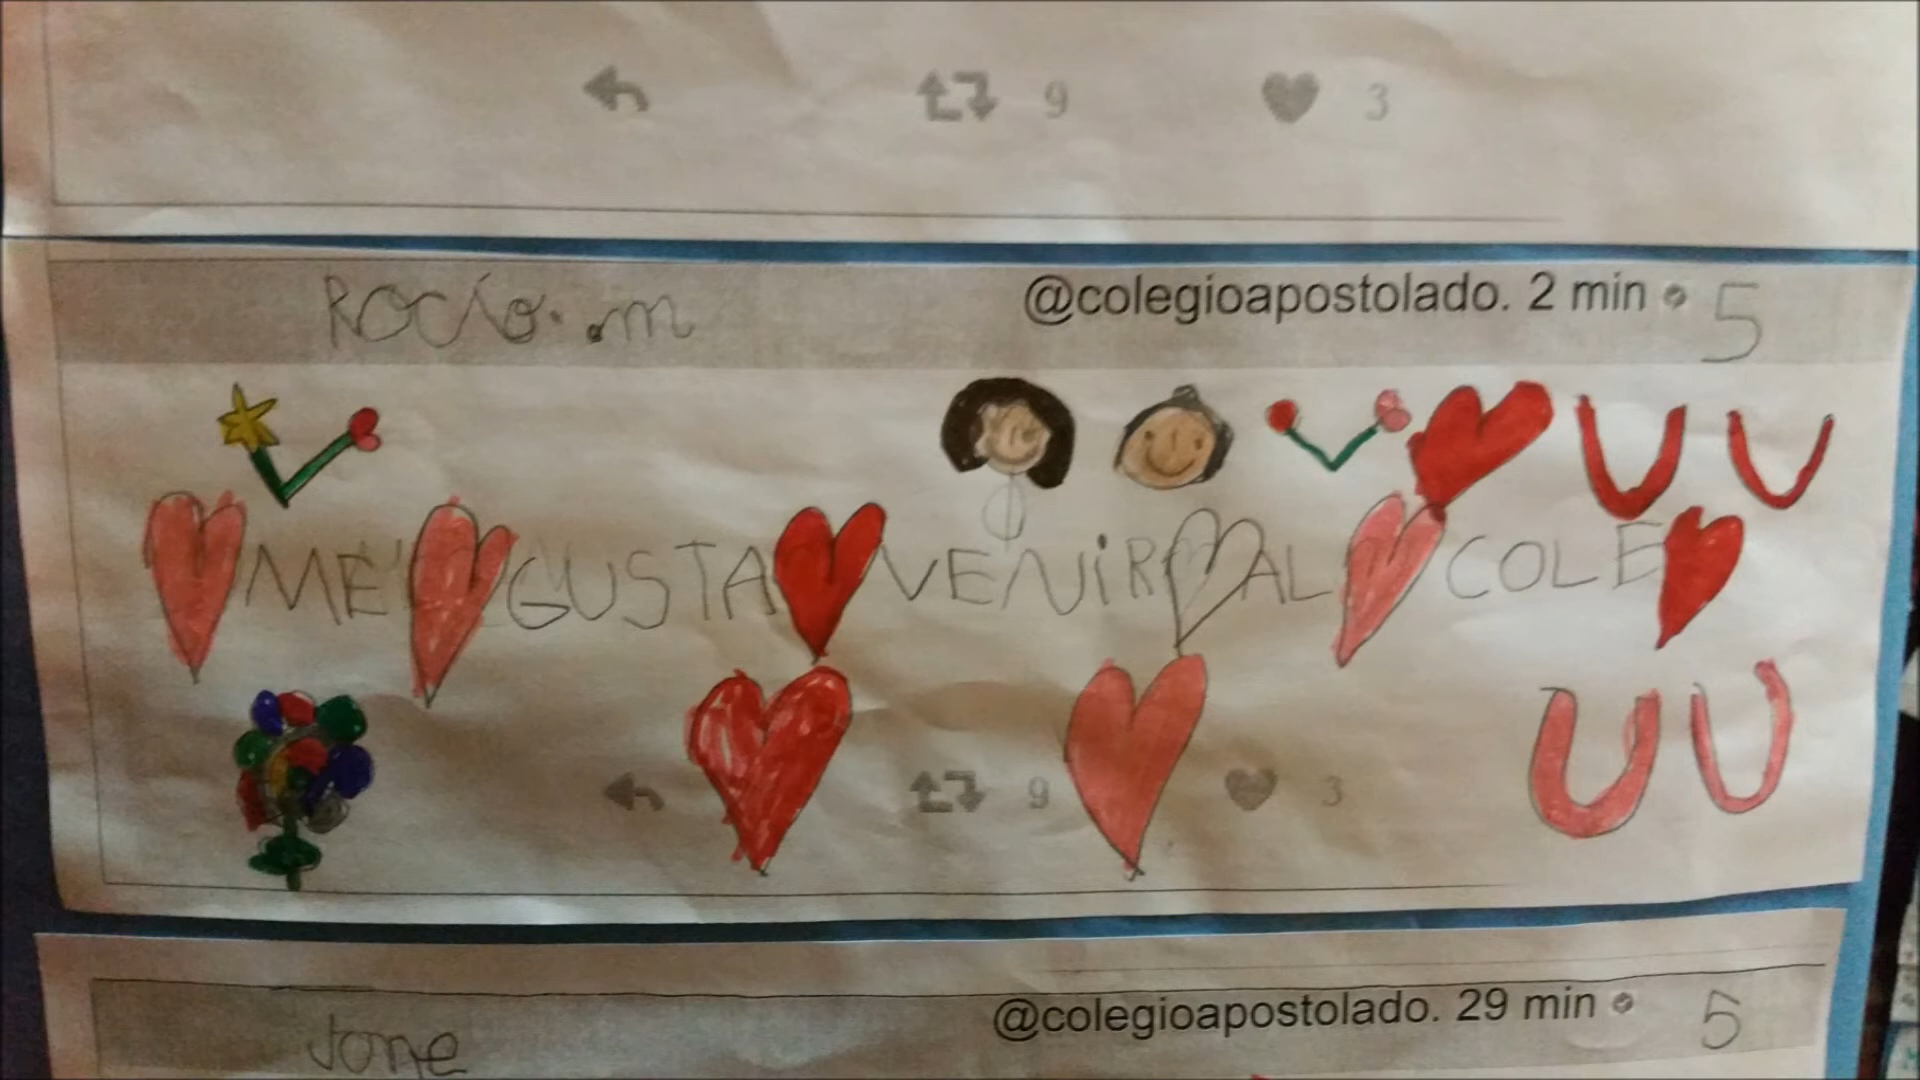 9 3
Rocío. .m @colegioapostolado. 2 min 5
ME GUSTA VENIR AL COLE
9 3
Jone @colegioapostolado. 29 min 5